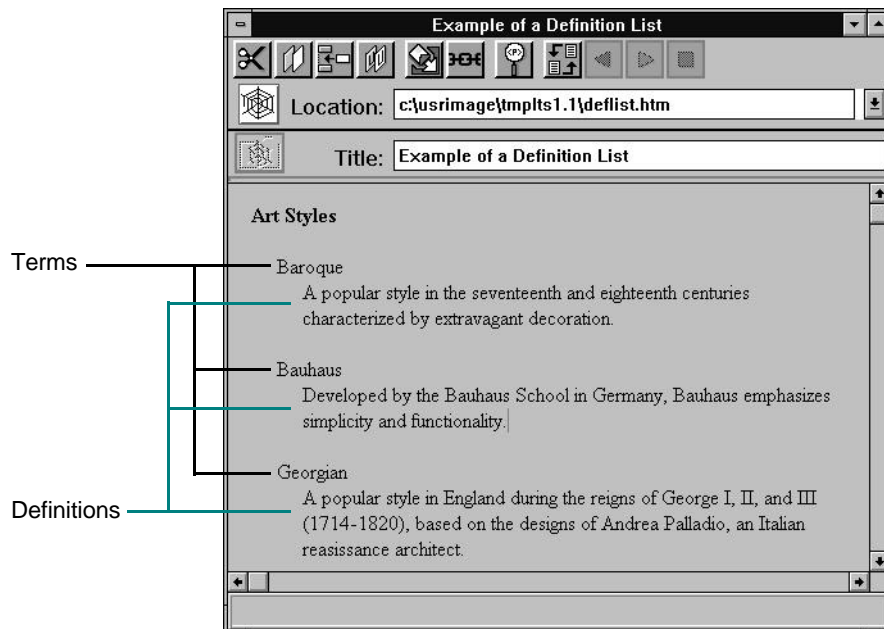 Example of a Definition List
<P>
Location: c:\usrimage\tmplts1.1\deflist.htm
Title: Example of a Definition List
Art Styles
Terms
Baroque
A popular style in the seventeenth and eighteenth centuries
characterized by extravagant decoration.
Bauhaus
Developed by the Bauhaus School in Germany, Bauhaus emphasizes
simplicity and functionality.
Georgian
Definitions
A popular style in England during the reigns of George I, II, and III
(1714-1820), based on the designs of Andrea Palladio, an Italian
reasissance architect.